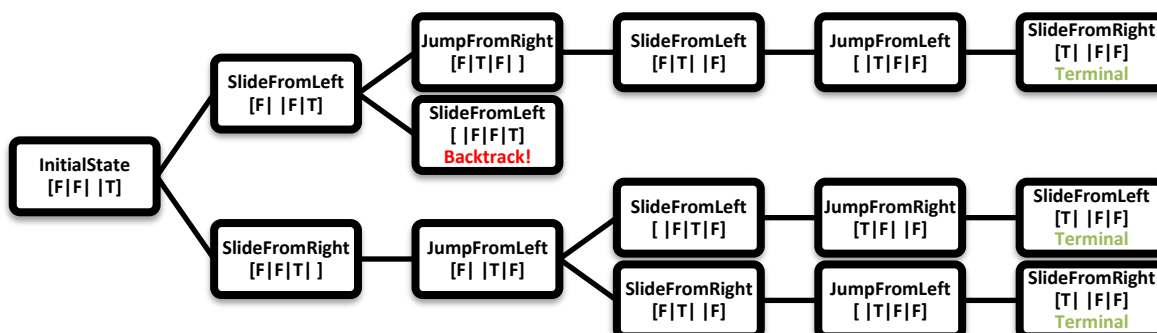 JumpFromRight
[F|T|F| ]
SlideFromLeft
[F|T| |F]
JumpFromLeft
[ |T|F|F]
SlideFromRight
[T| |F|F]
Terminal
SlideFromLeft
[F| |F|T]
SlideFromLeft
[ |F|F|T]
Backtrack!
InitialState
[F|F| |T]
SlideFromLeft
[ |F|T|F]
JumpFromRight
[T|F| |F]
SlideFromLeft
[T| |F|F]
Terminal
SlideFromRight
[F|F|T| ]
JumpFromLeft
[F| |T|F]
SlideFromRight
[F|T| |F]
JumpFromLeft
[ |T|F|F]
SlideFromRight
[T| |F|F]
Terminal